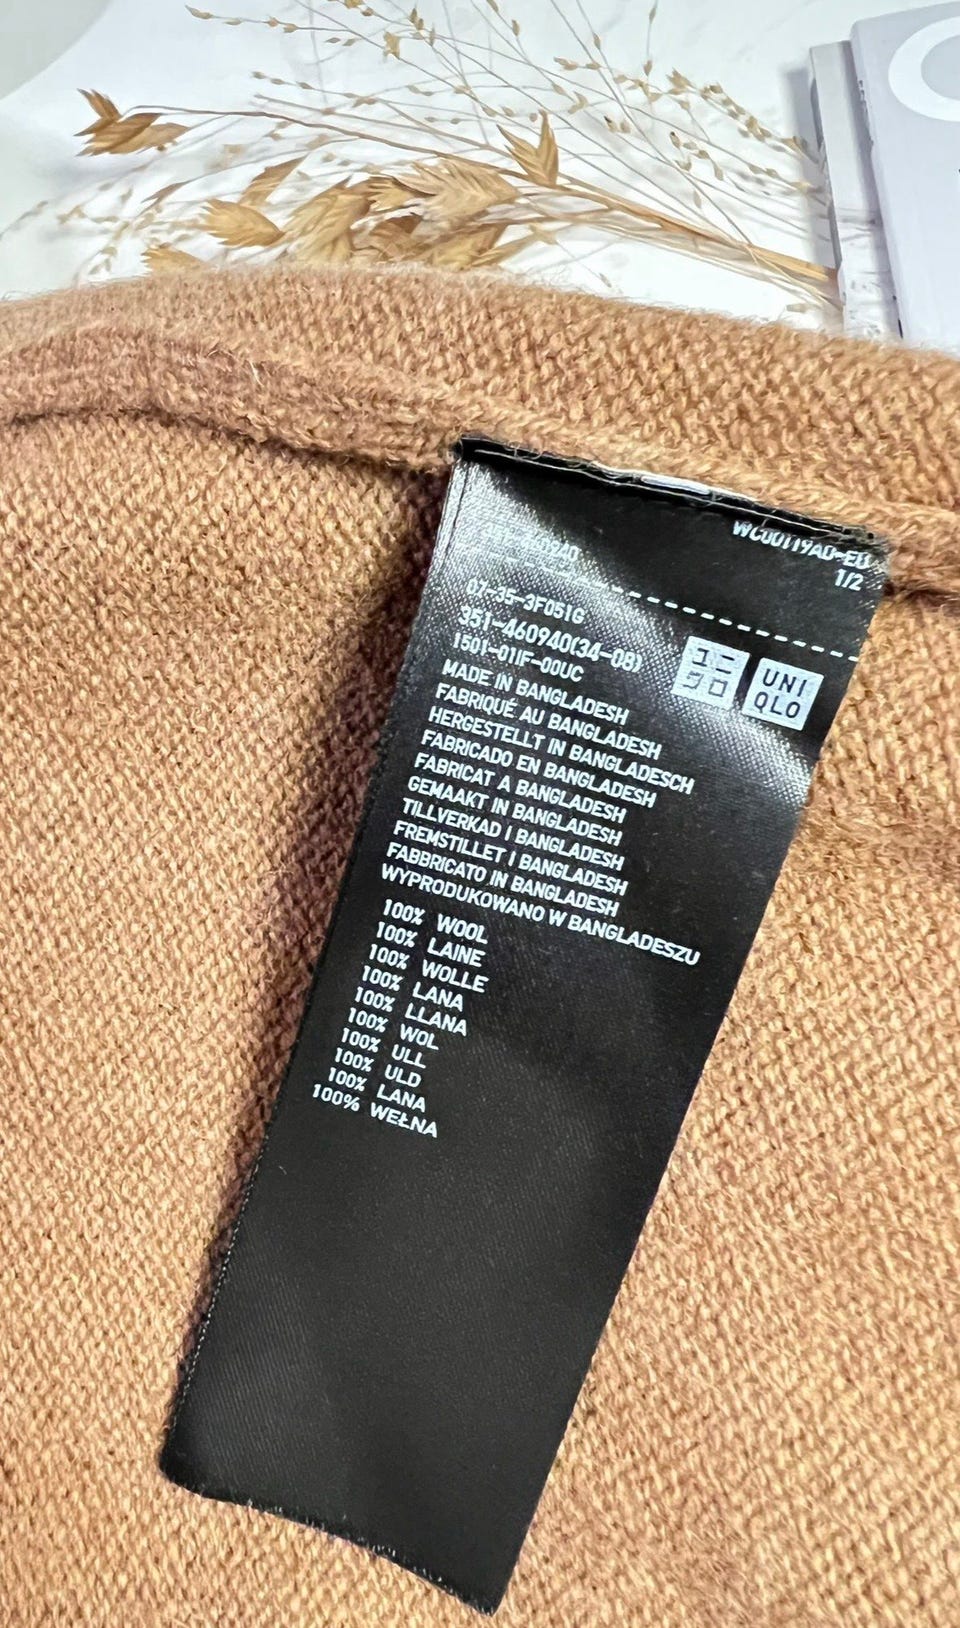 WC00119A0-EU
1/2
07-35-3F051G
351-460940(34-08)
1501-011F-00UC
ユニ
クロ
UNI
QLO
MADE IN BANGLADESH
FABRIQUÉ AU BANGLADESH
HERGESTELLT IN BANGLADESCH
FABRICADO EN BANGLADESH
FABRICAT A BANGLADESH
GEMAAKT IN BANGLADESH
TILLVERKAD I BANGLADESH
FREMSTILLET I BANGLADESH
FABBRICATO IN BANGLADESH
WYPRODUKOWANO W BANGLADESZU
100% WOOL
100% LAINE
100% WOLLE
100% LANA
100% LLANA
100% WOL
100% ULL
100% ULD
100% LANA
100% WEŁNA